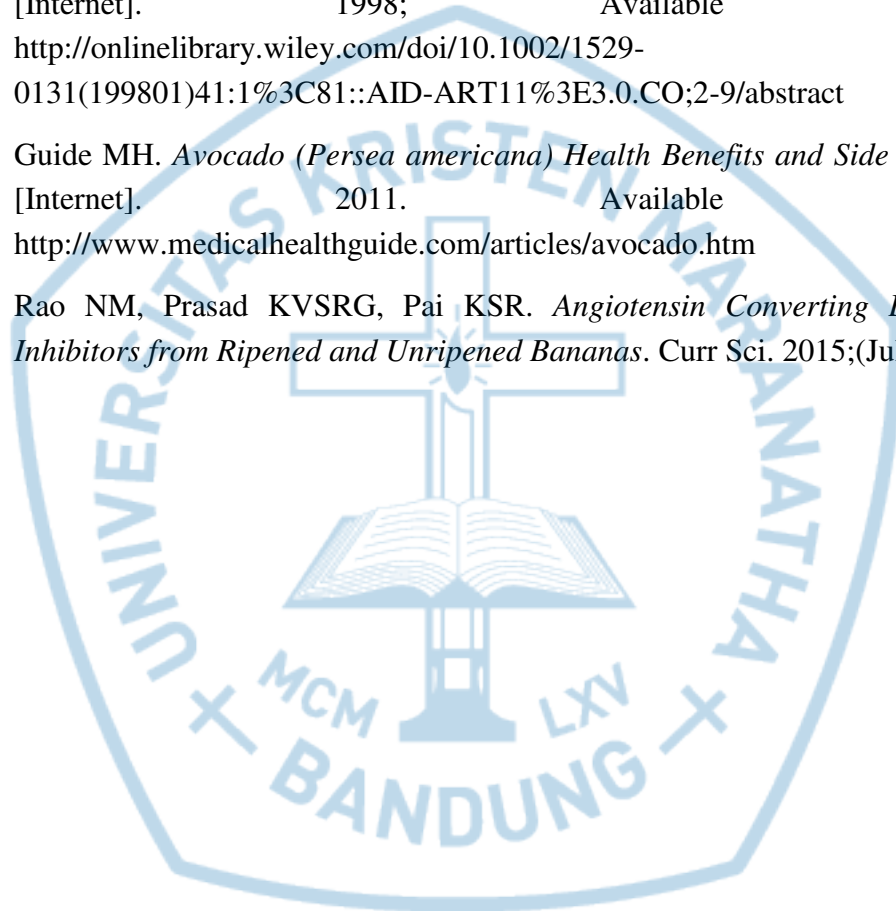 [Internet]. 1998; Available
http://onlinelibrary.wiley.com/doi/10.1002/1529-
0131(199801)41:1%3C81::AID-ART11%3E3.0.CO;2-9/abstract
Guide MH. Avocado (Persea americana) Health Benefits and Side
[Internet]. 2011. Available
http://www.medicalhealthguide.com/articles/avocado.htm
Rao NM, Prasad KVSRG, Pai KSR. Angiotensin Converting
Inhibitors from Ripened and Unripened Bananas. Curr Sci. 2015;(Ju
UNIVERSITAS KRISTEN MARANATHA
MCM LXV
BANDUNG